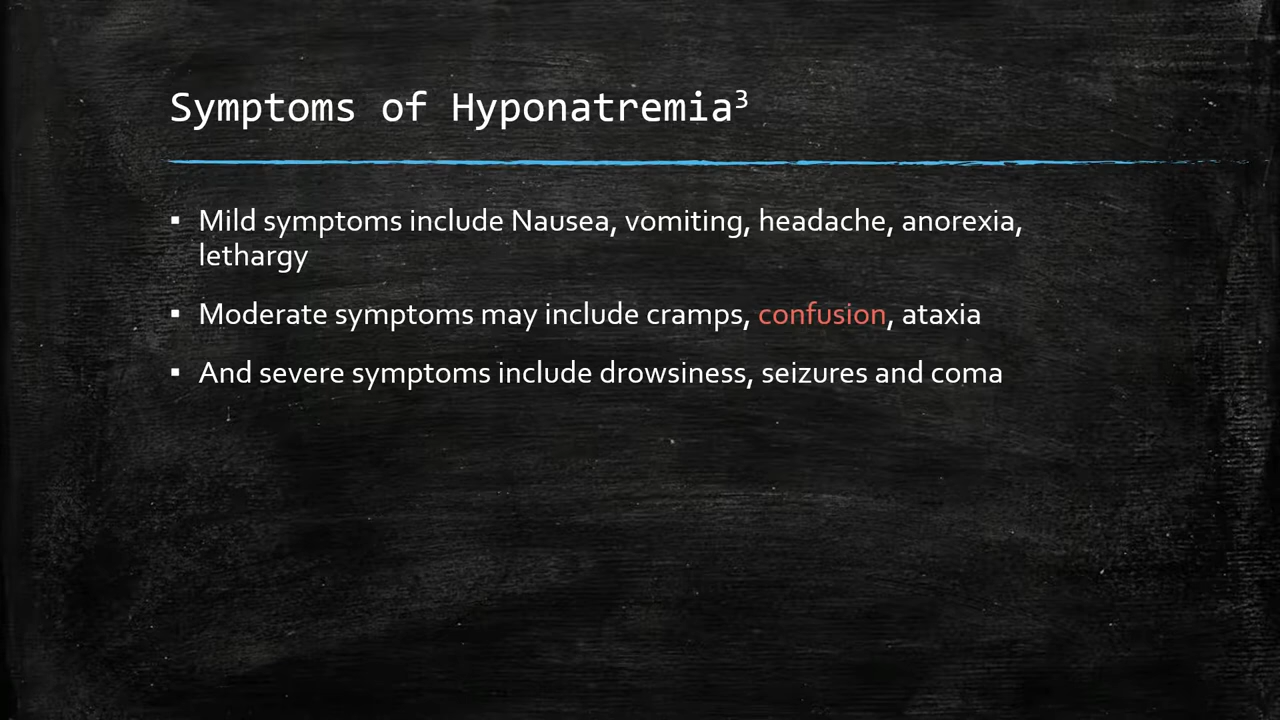 Symptoms of Hyponatremia³
▪ Mild symptoms include Nausea, vomiting, headache, anorexia,
lethargy
▪ Moderate symptoms may include cramps, confusion, ataxia
▪ And severe symptoms include drowsiness, seizures and coma